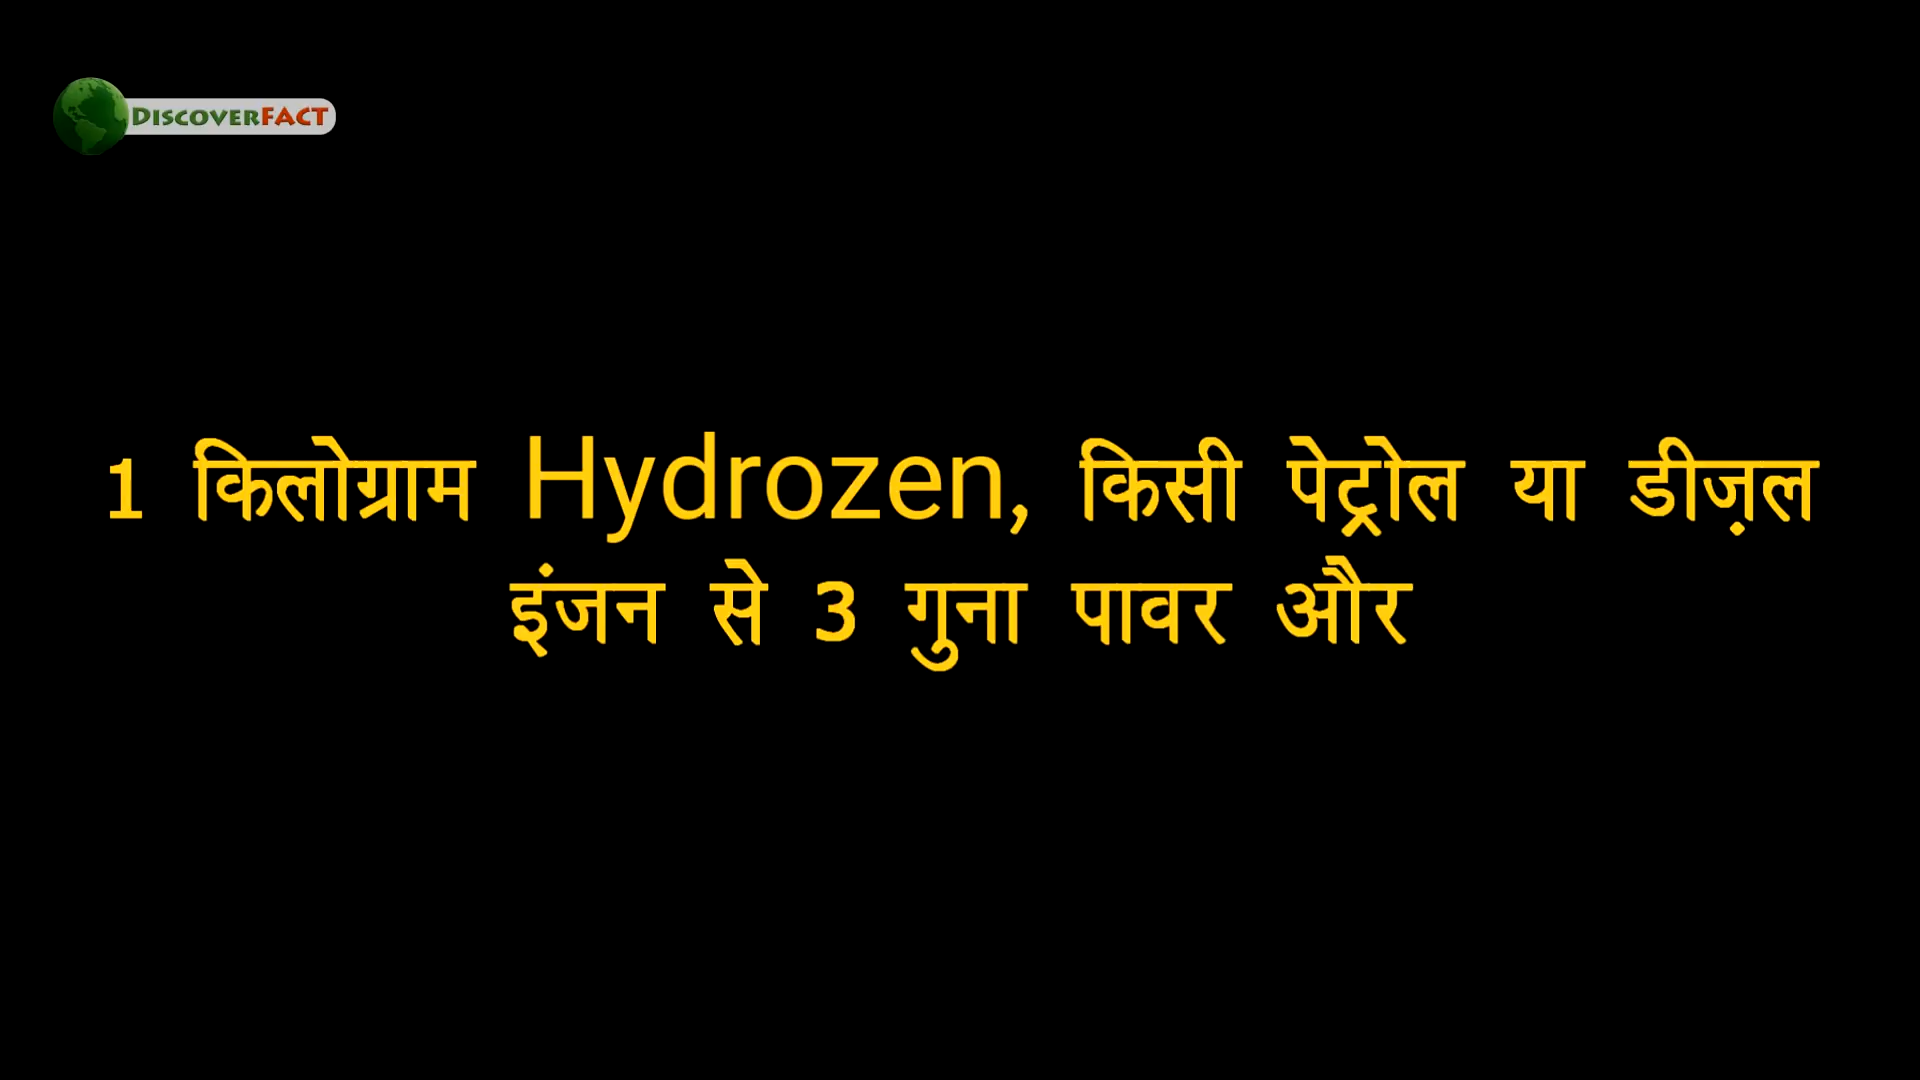 DISCOVERFACT
1 किलोग्राम Hydrozen, किसी पेट्रोल या डीज़ल
इंजन से 3 गुना पावर और